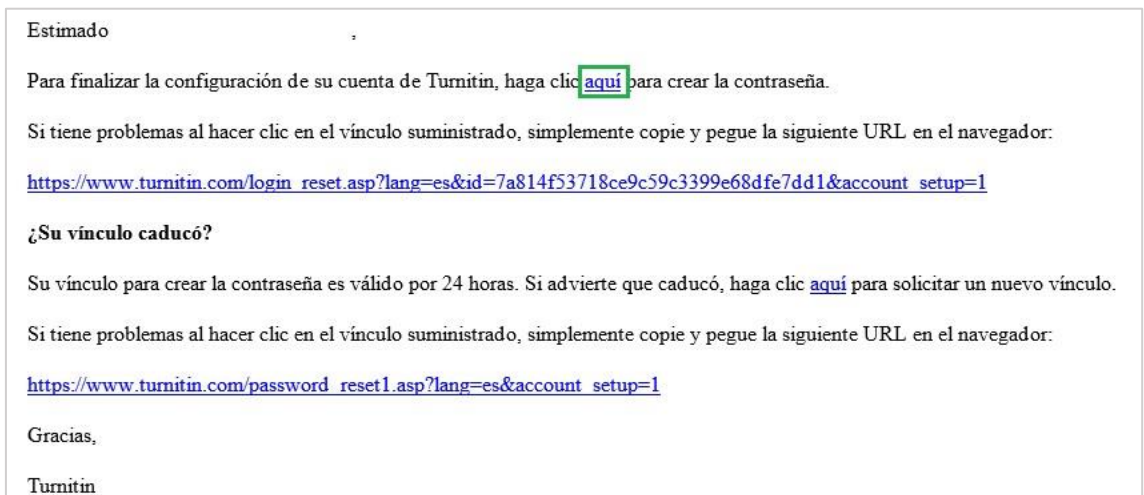 Estimado ,
Para finalizar la configuración de su cuenta de Turnitin, haga clic aquí para crear la contraseña.
Si tiene problemas al hacer clic en el vínculo suministrado, simplemente copie y pegue la siguiente URL en el navegador:
https://www.turnitin.com/login_reset.asp?lang=es&id=7a814f53718ce9c59c3399e68dfe7dd1&account_setup=1
¿Su vínculo caducó?
Su vínculo para crear la contraseña es válido por 24 horas. Si advierte que caducó, haga clic aquí para solicitar un nuevo vínculo.
Si tiene problemas al hacer clic en el vínculo suministrado, simplemente copie y pegue la siguiente URL en el navegador:
https://www.turnitin.com/password_reset1.asp?lang=es&account_setup=1
Gracias,
Turnitin